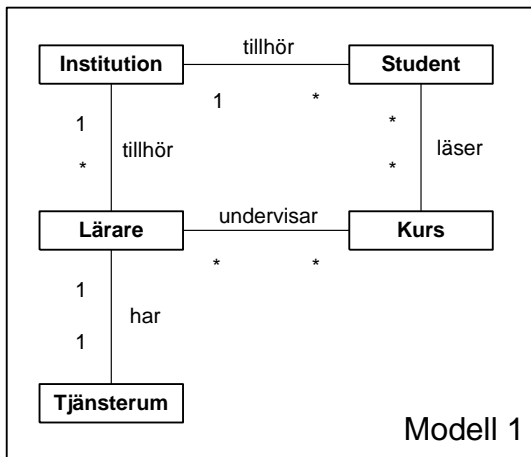 tillhör
Institution
Student
1
*
1
*
tillhör
*
*
läser
undervisar
Lärare
Kurs
*
*
1
har
1
Tjänsterum
Modell 1